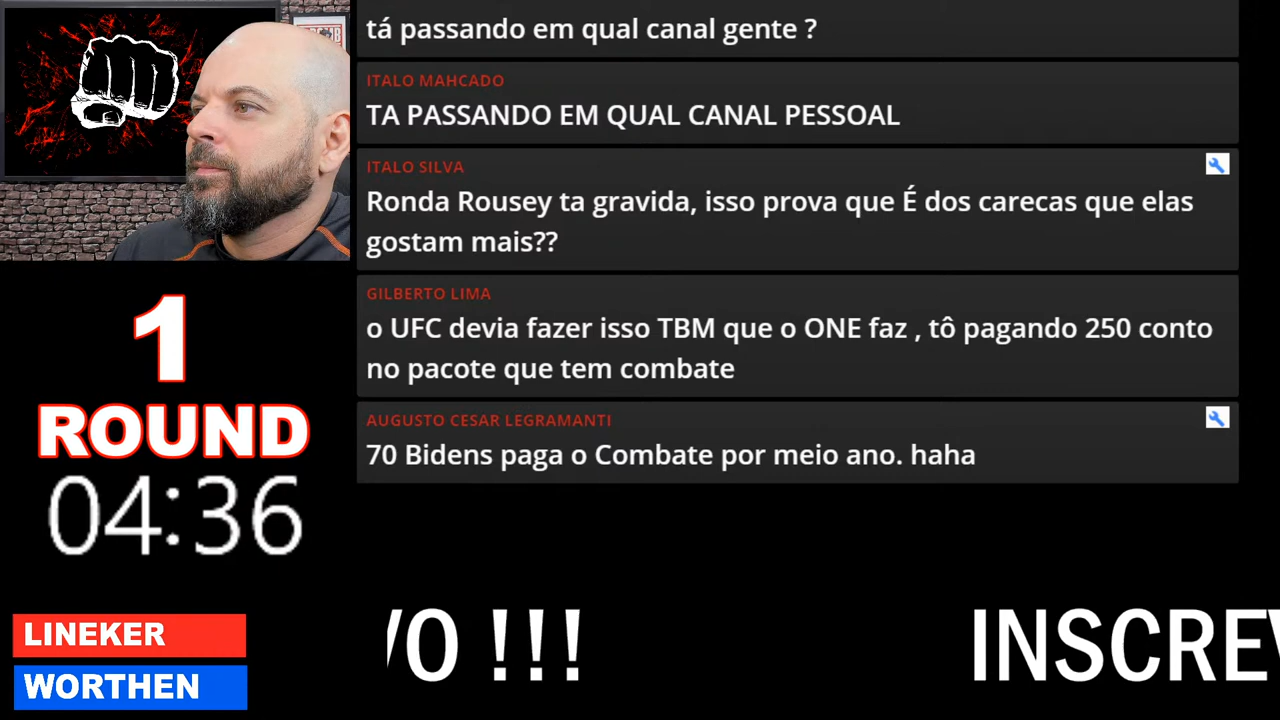 tá passando em qual canal gente ?
ITALO MAHCADO
TA PASSANDO EM QUAL CANAL PESSOAL
ITALO SILVA
Ronda Rousey ta gravida, isso prova que É dos carecas que elas
gostam mais??
GILBERTO LIMA
o UFC devia fazer isso TBM que o ONE faz , tô pagando 250 conto
no pacote que tem combate
AUGUSTO CESAR LEGRAMANTI
70 Bidens paga o Combate por meio ano. haha
1
ROUND
04:36
LINEKER
WORTHEN
VO !!! INSCREV